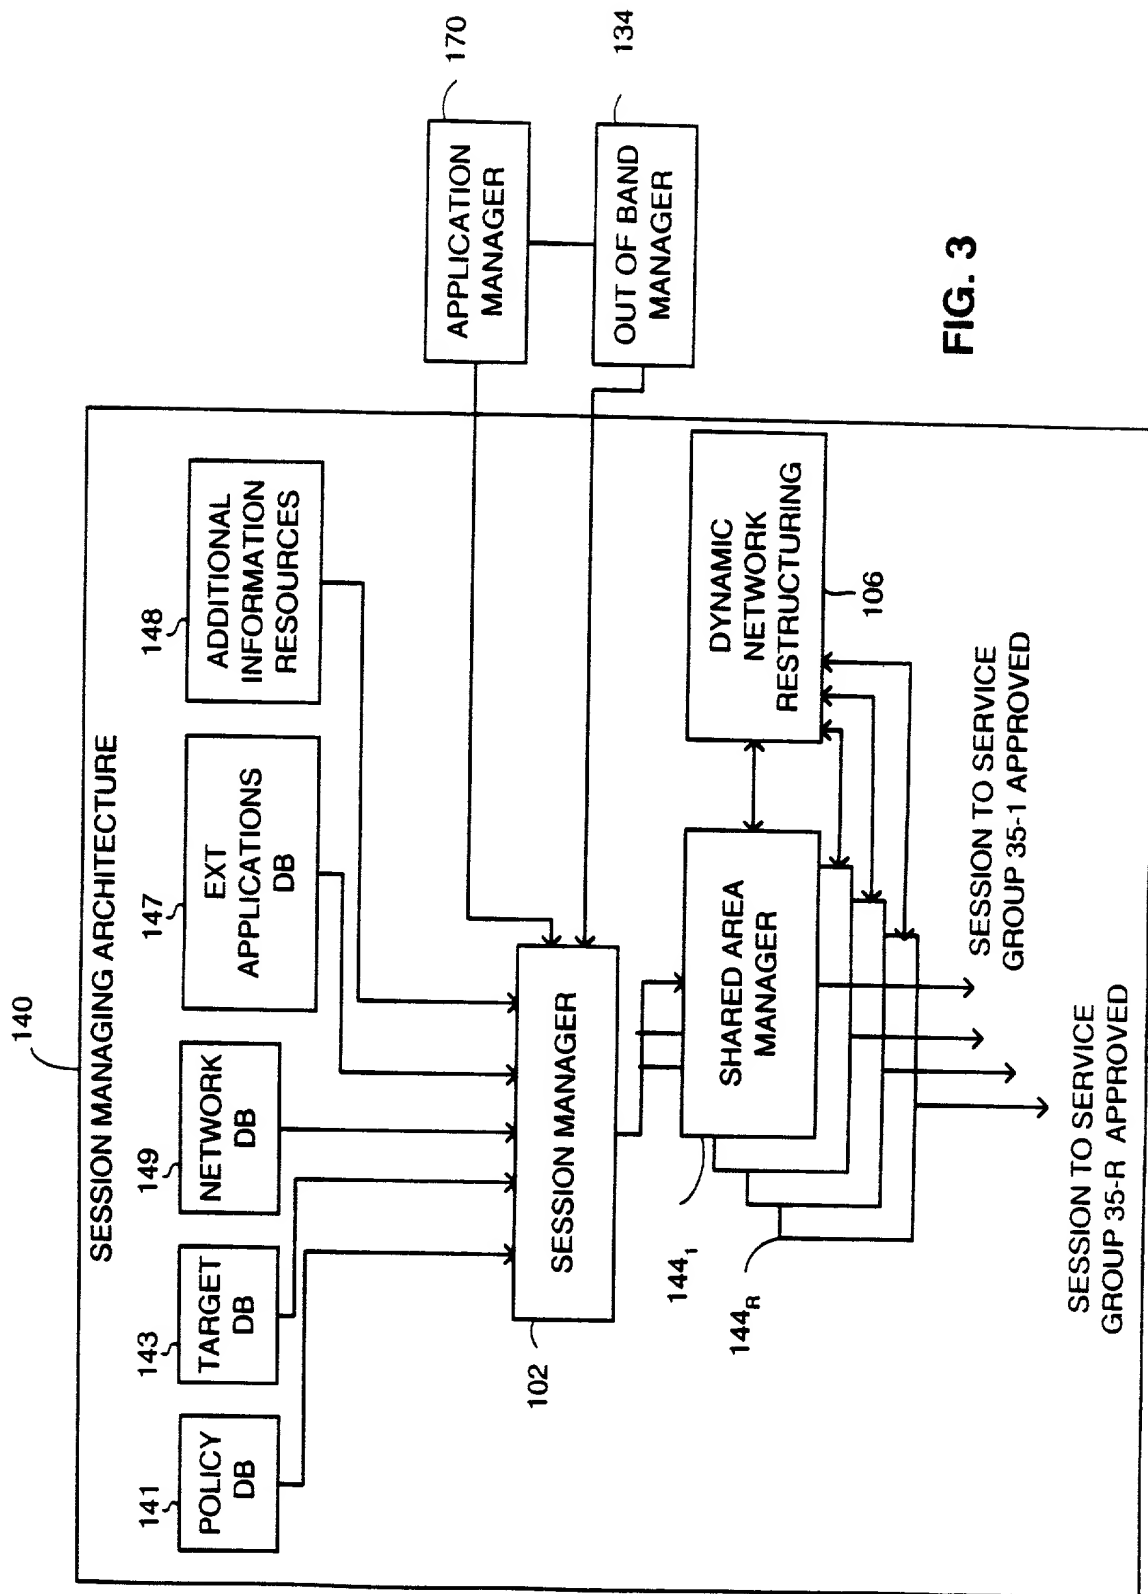 140
SESSION MANAGING ARCHITECTURE
141
POLICY
DB
143
TARGET
DB
149
NETWORK
DB
147
EXT
APPLICATIONS
DB
148
ADDITIONAL
INFORMATION
RESOURCES
170
APPLICATION
MANAGER
134
OUT OF BAND
MANAGER
102
SESSION MANAGER
144₁
SHARED AREA
MANAGER
144R
DYNAMIC
NETWORK
RESTRUCTURING
106
SESSION TO SERVICE
GROUP 35-1 APPROVED
SESSION TO SERVICE
GROUP 35-R APPROVED
FIG. 3